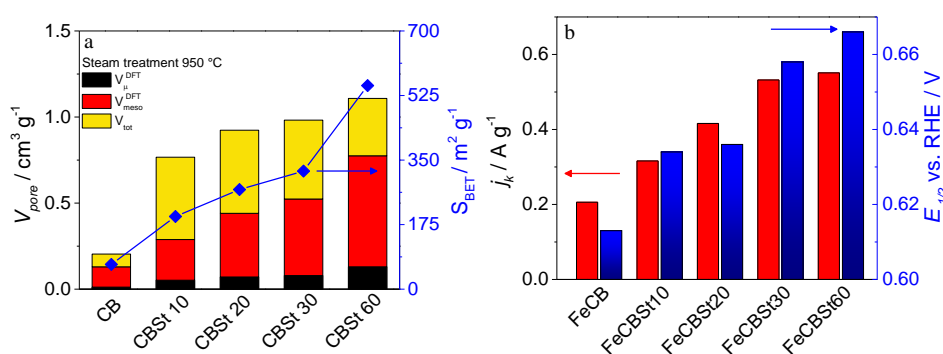 a
Steam treatment 950 °C
V_μ^DFT
V_meso^DFT
V_tot
1.5
1.0
0.5
0.0
V_pore / cm³ g⁻¹
700
525
350
175
0
S_BET / m² g⁻¹
CB
CBSt 10
CBSt 20
CBSt 30
CBSt 60
b
0.6
0.4
0.2
0.0
j_k / A g⁻¹
0.66
0.64
0.62
0.60
E_1/2 vs. RHE / V
FeCB
FeCBSt10
FeCBSt20
FeCBSt30
FeCBSt60